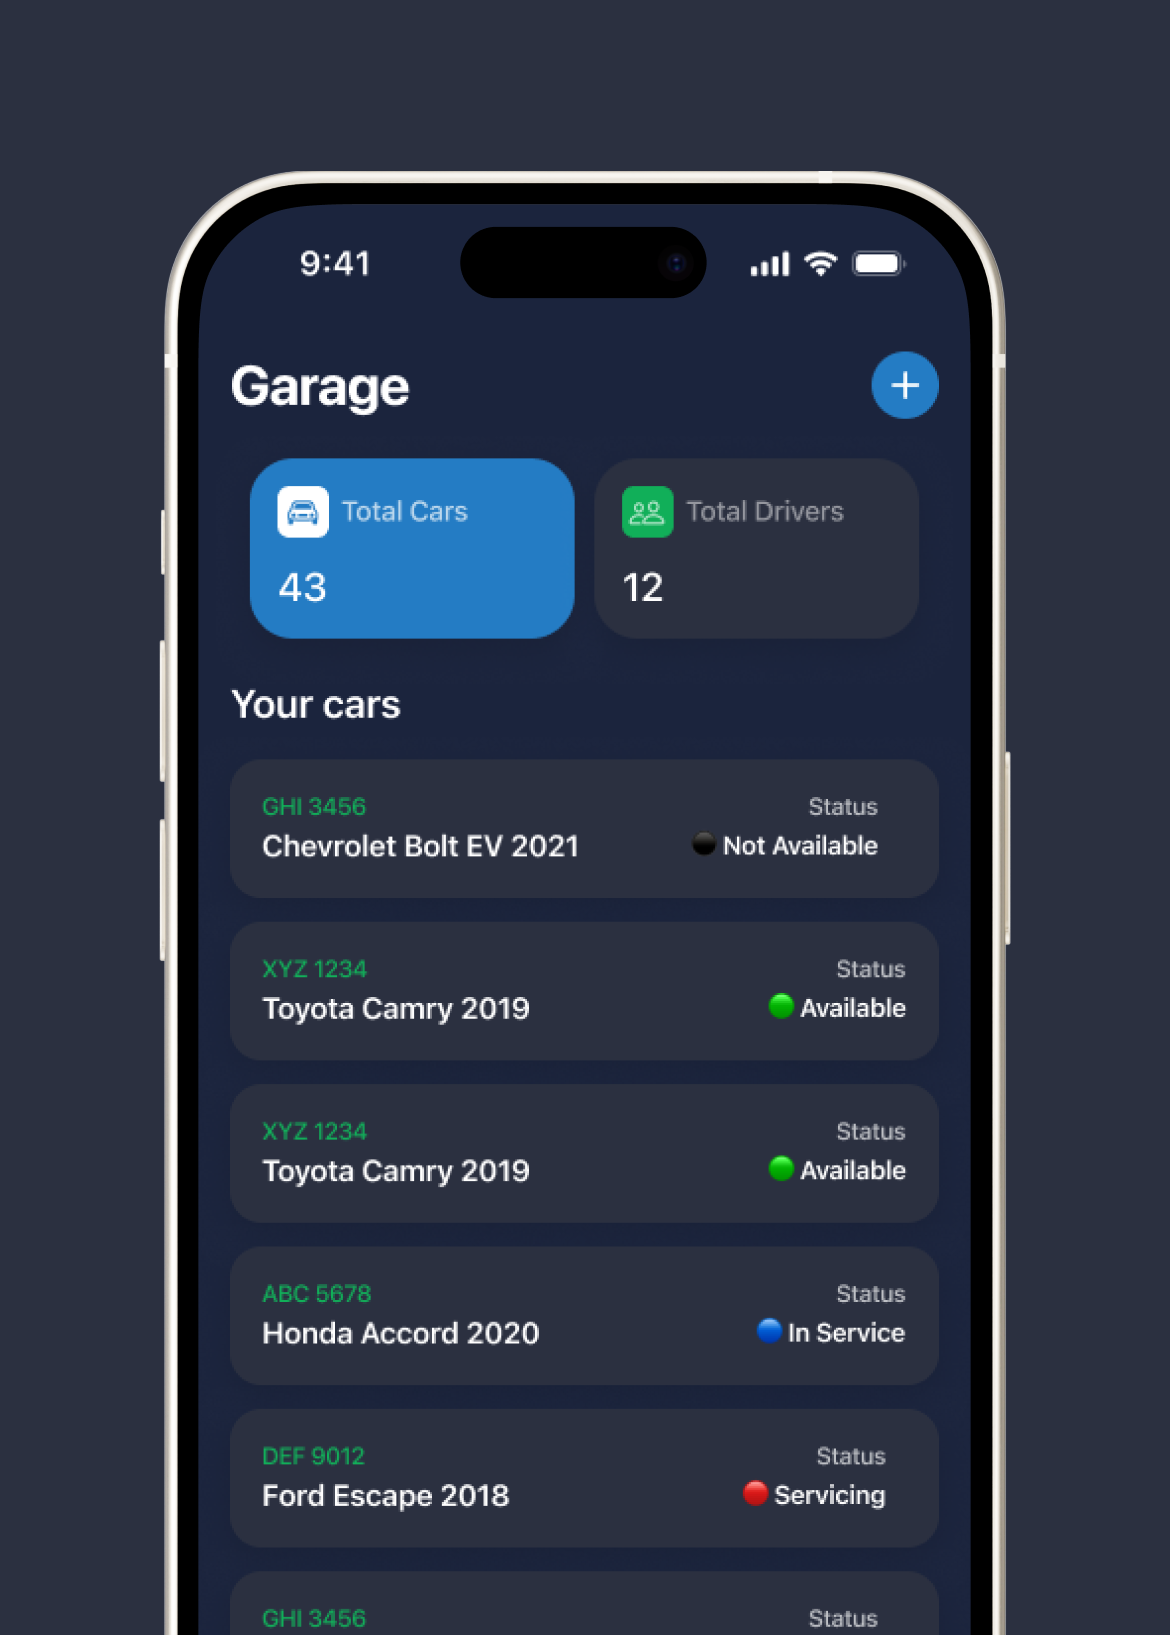 9:41
Garage
Total Cars
43
Total Drivers
12
Your cars
GHI 3456
Status
Chevrolet Bolt EV 2021
Not Available
XYZ 1234
Status
Toyota Camry 2019
Available
XYZ 1234
Status
Toyota Camry 2019
Available
ABC 5678
Status
Honda Accord 2020
In Service
DEF 9012
Status
Ford Escape 2018
Servicing
GHI 3456
Status